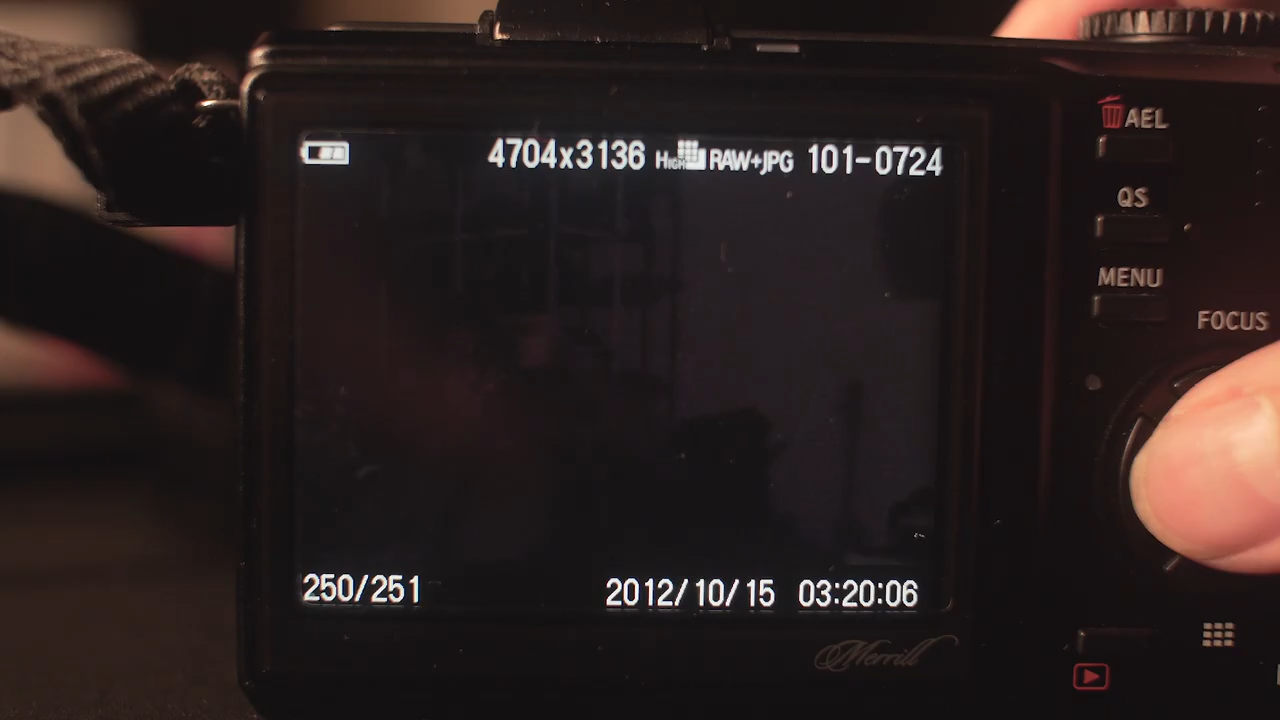 4704x3136 HIGH RAW+JPG 101-0724
AEL
QS
MENU
FOCUS
250/251 2012/10/15 03:20:06
Merrill